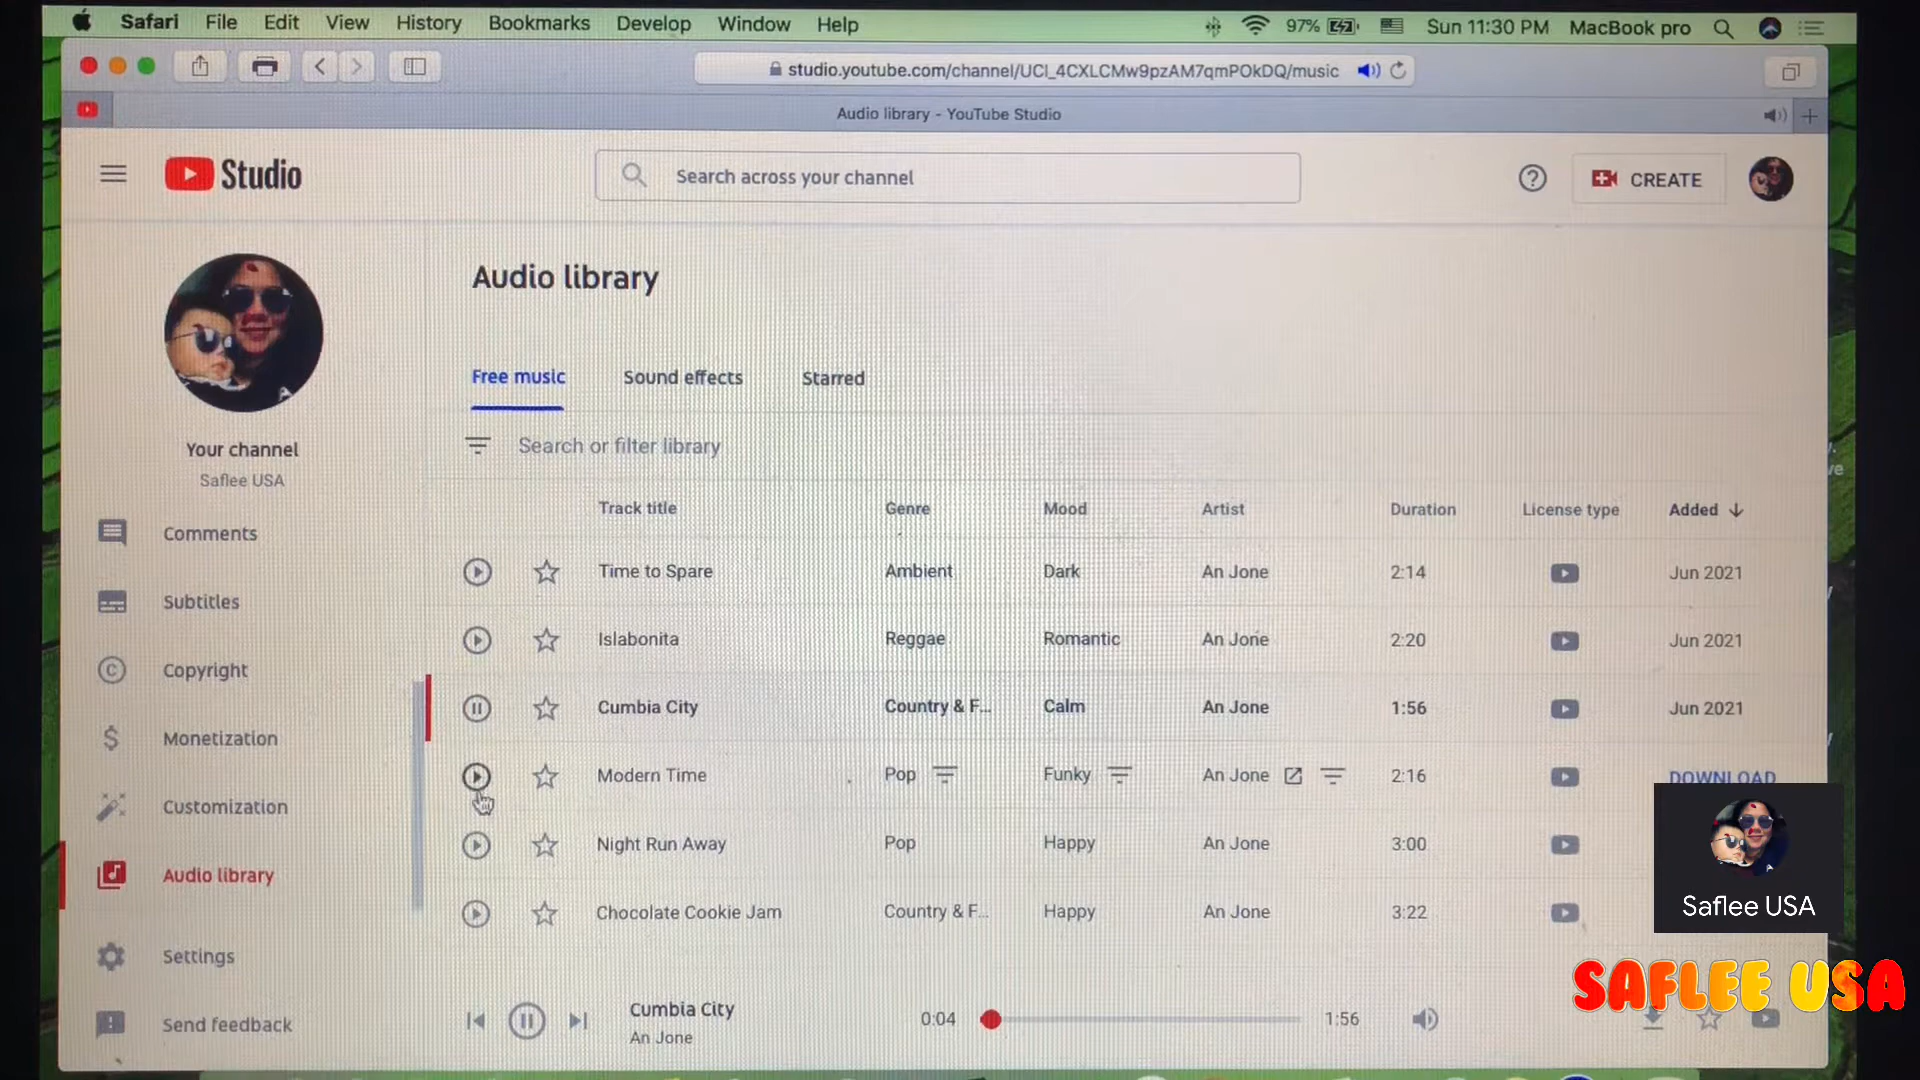 Safari File Edit View History Bookmarks Develop Window Help 97% Sun 11:30 PM MacBook pro
studio.youtube.com/channel/UCl_4CXLCMw9pzAM7qmPOkDQ/music
Audio library - YouTube Studio
Studio
Search across your channel
CREATE
Audio library
Free music Sound effects Starred
Your channel
Saflee USA
Search or filter library
Track title Genre Mood Artist Duration License type Added
Comments
Time to Spare Ambient Dark An Jone 2:14 Jun 2021
Subtitles
Islabonita Reggae Romantic An Jone 2:20 Jun 2021
Copyright
Cumbia City Country & F... Calm An Jone 1:56 Jun 2021
Monetization
Modern Time Pop Funky An Jone 2:16 DOWNLOAD
Customization
Night Run Away Pop Happy An Jone 3:00
Audio library
Chocolate Cookie Jam Country & F... Happy An Jone 3:22
Saflee USA
Settings
SAFLEE USA
Send feedback
Cumbia City
An Jone
0:04 1:56